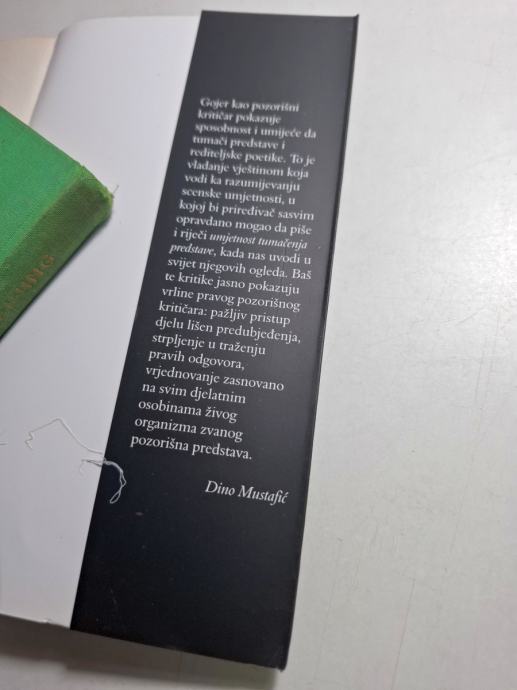 Gojer kao pozorišni
kritičar pokazuje
sposobnost i umijeće da
tumači predstave i
rediteljske poetike. To je
vladanje vještinom koja
vodi ka razumijevanju
scenske umjetnosti, u
kojoj bi priređivač sasvim
opravdano mogao da piše
i riječi umjetnost tumačenja
predstave, kada nas uvodi u
svijet njegovih ogleda. Baš
te kritike jasno pokazuju
vrline pravog pozorišnog
kritičara: pažljiv pristup
djelu lišen predubjeđenja,
strpljenje u traženju
pravih odgovora,
vrjednovanje zasnovano
na svim djelatnim
osobinama živog
organizma zvanog
pozorišna predstava.
Dino Mustafić